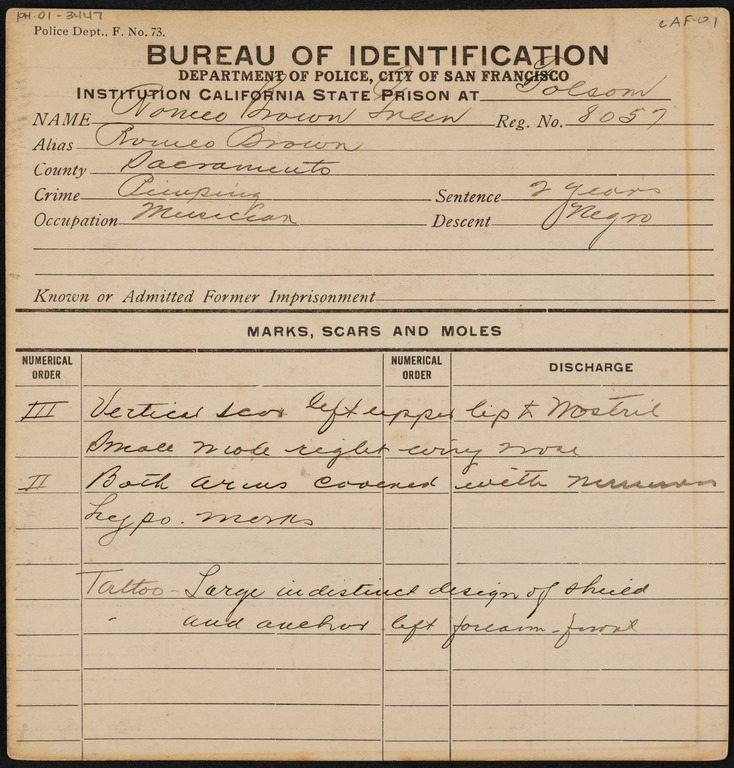 PH-01-3447
CAF-01
Police Dept., F. No. 73.
BUREAU OF IDENTIFICATION
DEPARTMENT OF POLICE, CITY OF SAN FRANCISCO
INSTITUTION CALIFORNIA STATE PRISON AT Folsom
NAME Brown Green Reg. No. 8057
Alias Romeo Brown
County Sacramento
Crime Pimping Sentence 2 years
Occupation Musician Descent Negro
Known or Admitted Former Imprisonment
MARKS, SCARS AND MOLES
NUMERICAL ORDER NUMERICAL ORDER DISCHARGE
III Vertical scar left upper lip & Nostril
Small mole right wing nose
II Both arms covered with numerous
hypo. marks
Tattoo - Large indistinct design of shield
" and anchor left forearm - front